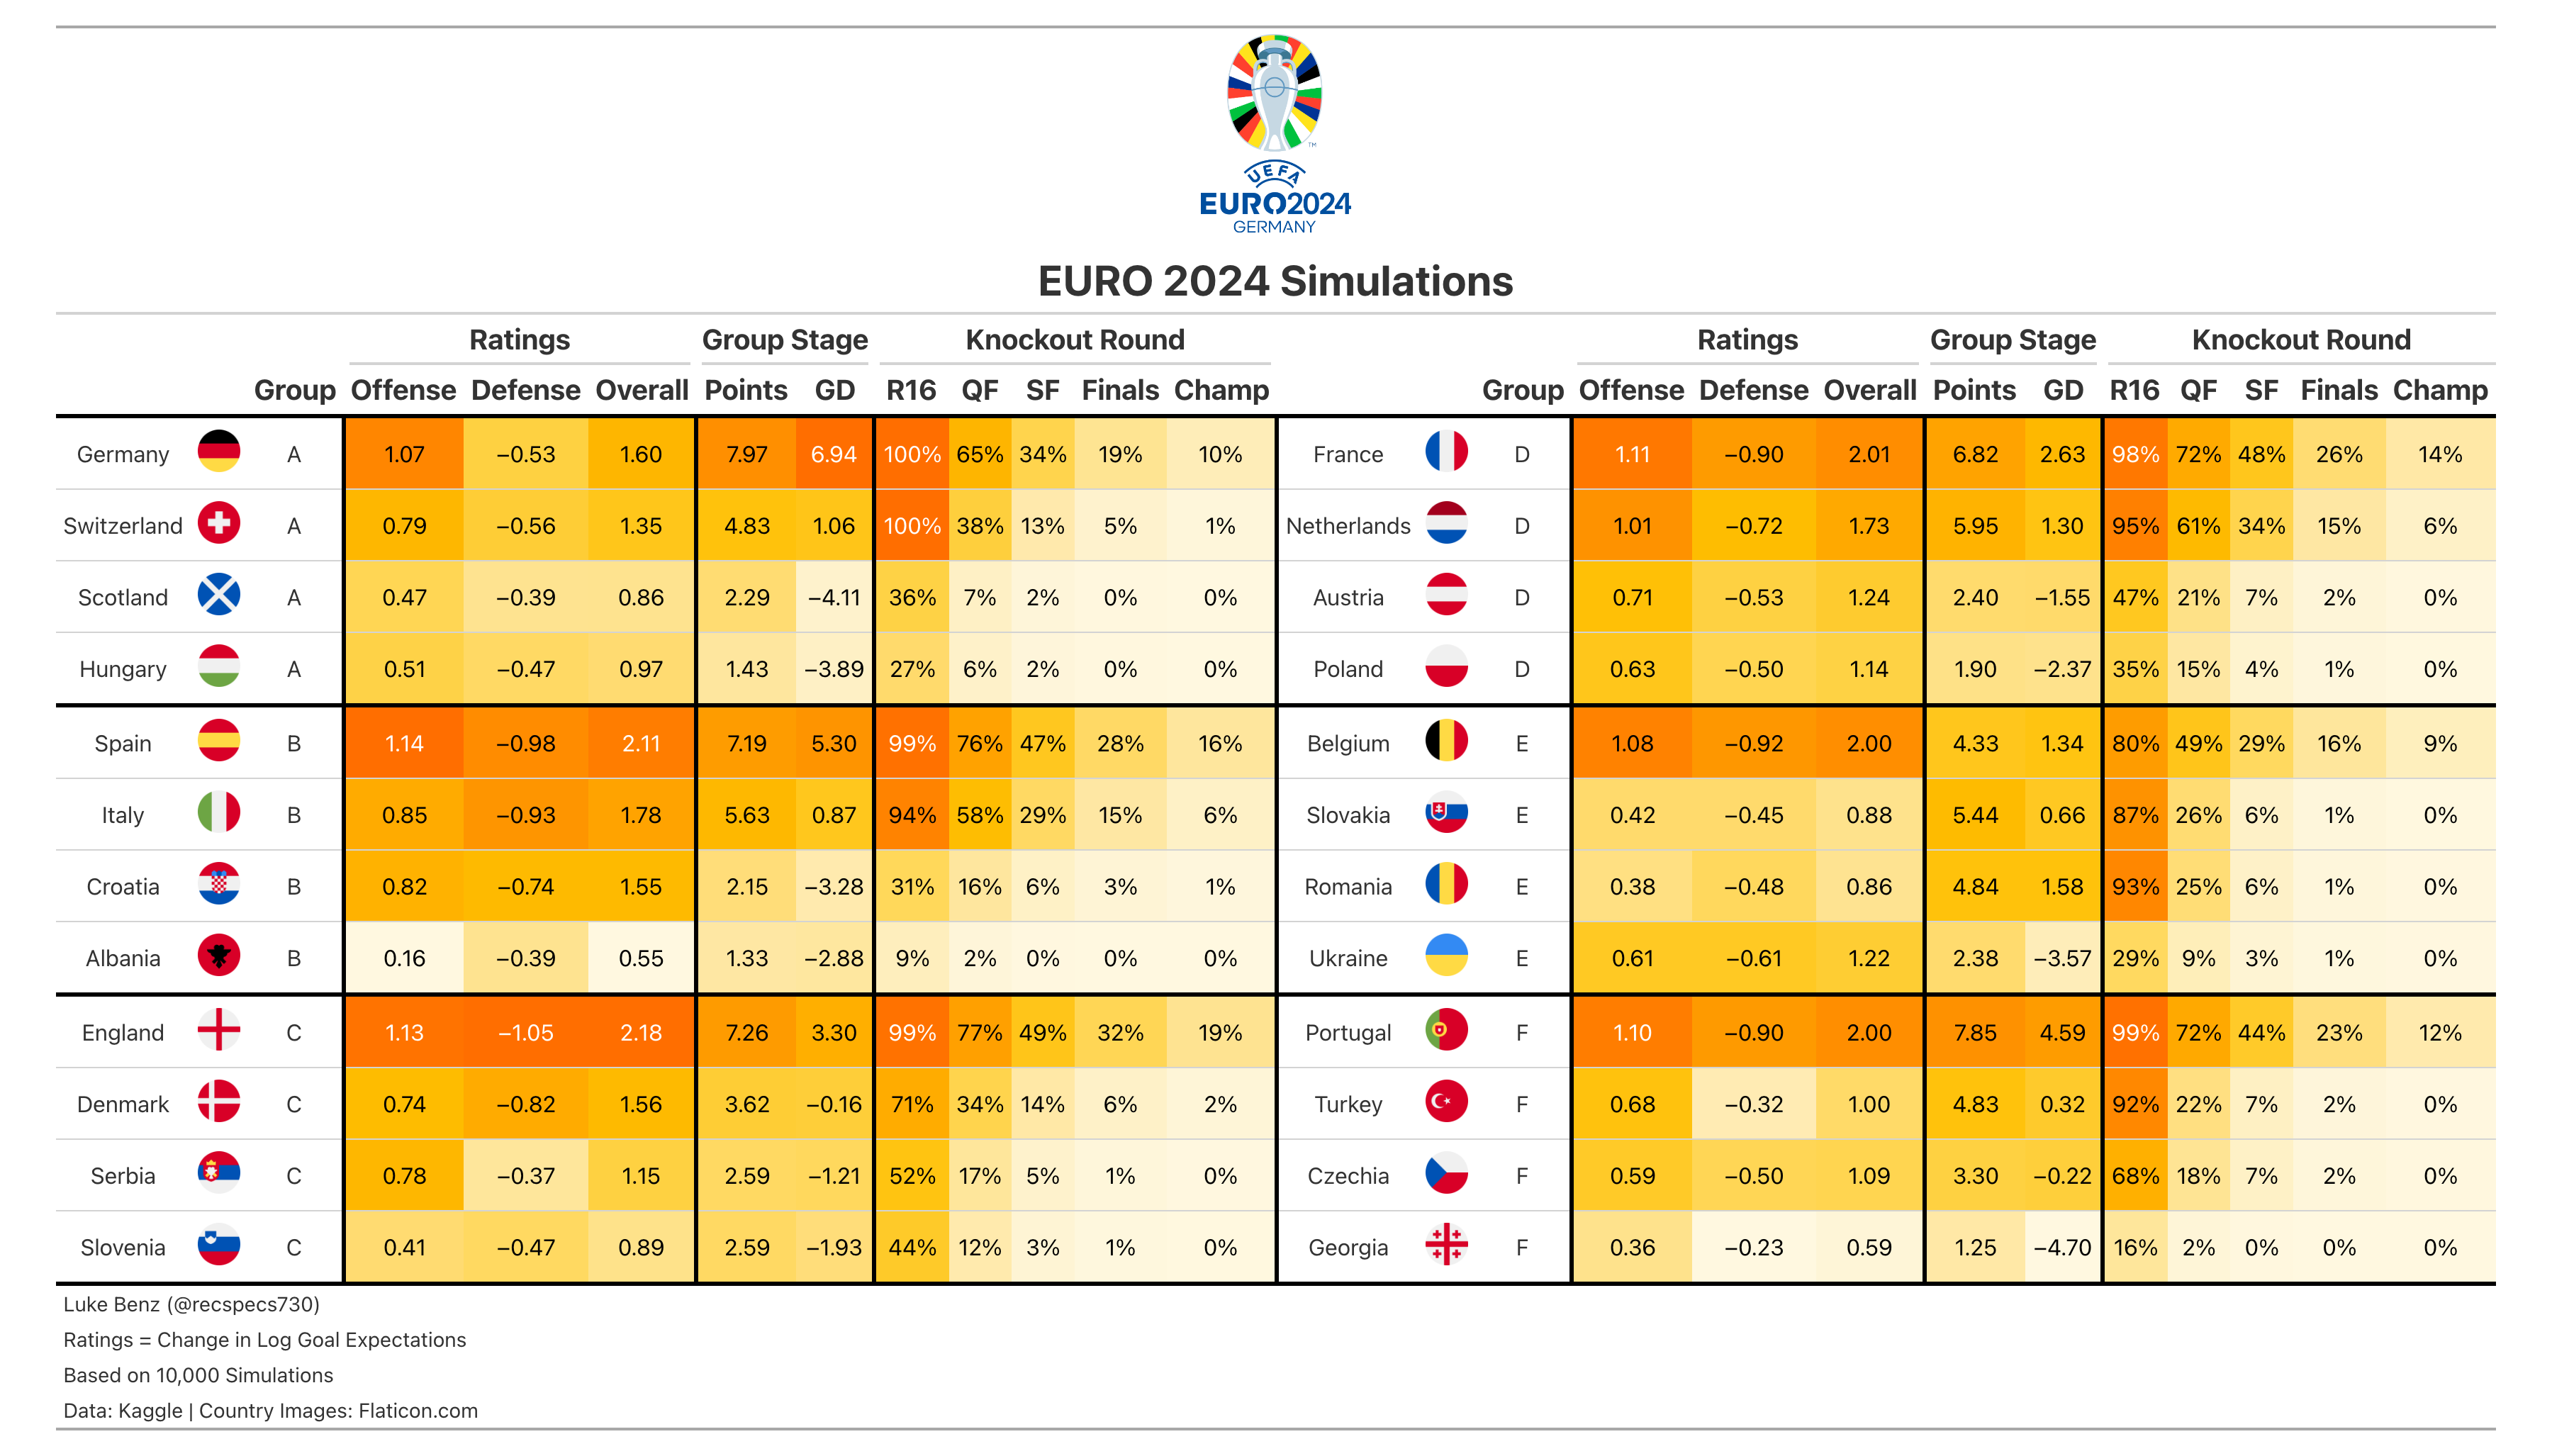 TM
UEFA
EURO2024
GERMANY
EURO 2024 Simulations
Ratings Group Stage Knockout Round Ratings Group Stage Knockout Round
Group Offense Defense Overall Points GD R16 QF SF Finals Champ Group Offense Defense Overall Points GD R16 QF SF Finals Champ
Germany A 1.07 −0.53 1.60 7.97 6.94 100% 65% 34% 19% 10% France D 1.11 −0.90 2.01 6.82 2.63 98% 72% 48% 26% 14%
Switzerland A 0.79 −0.56 1.35 4.83 1.06 100% 38% 13% 5% 1% Netherlands D 1.01 −0.72 1.73 5.95 1.30 95% 61% 34% 15% 6%
Scotland A 0.47 −0.39 0.86 2.29 −4.11 36% 7% 2% 0% 0% Austria D 0.71 −0.53 1.24 2.40 −1.55 47% 21% 7% 2% 0%
Hungary A 0.51 −0.47 0.97 1.43 −3.89 27% 6% 2% 0% 0% Poland D 0.63 −0.50 1.14 1.90 −2.37 35% 15% 4% 1% 0%
Spain B 1.14 −0.98 2.11 7.19 5.30 99% 76% 47% 28% 16% Belgium E 1.08 −0.92 2.00 4.33 1.34 80% 49% 29% 16% 9%
Italy B 0.85 −0.93 1.78 5.63 0.87 94% 58% 29% 15% 6% Slovakia E 0.42 −0.45 0.88 5.44 0.66 87% 26% 6% 1% 0%
Croatia B 0.82 −0.74 1.55 2.15 −3.28 31% 16% 6% 3% 1% Romania E 0.38 −0.48 0.86 4.84 1.58 93% 25% 6% 1% 0%
Albania B 0.16 −0.39 0.55 1.33 −2.88 9% 2% 0% 0% 0% Ukraine E 0.61 −0.61 1.22 2.38 −3.57 29% 9% 3% 1% 0%
England C 1.13 −1.05 2.18 7.26 3.30 99% 77% 49% 32% 19% Portugal F 1.10 −0.90 2.00 7.85 4.59 99% 72% 44% 23% 12%
Denmark C 0.74 −0.82 1.56 3.62 −0.16 71% 34% 14% 6% 2% Turkey F 0.68 −0.32 1.00 4.83 0.32 92% 22% 7% 2% 0%
Serbia C 0.78 −0.37 1.15 2.59 −1.21 52% 17% 5% 1% 0% Czechia F 0.59 −0.50 1.09 3.30 −0.22 68% 18% 7% 2% 0%
Slovenia C 0.41 −0.47 0.89 2.59 −1.93 44% 12% 3% 1% 0% Georgia F 0.36 −0.23 0.59 1.25 −4.70 16% 2% 0% 0% 0%
Luke Benz (@recspecs730)
Ratings = Change in Log Goal Expectations
Based on 10,000 Simulations
Data: Kaggle | Country Images: Flaticon.com